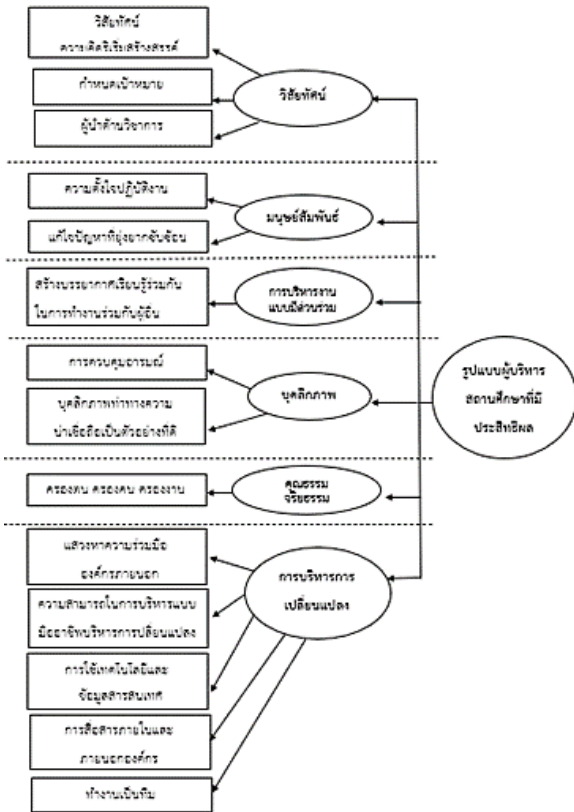 วิสัยทัศน์
ความคิดริเริ่มสร้างสรรค์
กำหนดเป้าหมาย
ผู้นำด้านวิชาการ
วิสัยทัศน์
ความตั้งใจปฏิบัติงาน
แก้ไขปัญหาที่ยุ่งยากซับซ้อน
มนุษย์สัมพันธ์
สร้างบรรยากาศเรียนรู้ร่วมกัน
ในการทำงานร่วมกับผู้อื่น
การบริหารงาน
แบบมีส่วนร่วม
การควบคุมอารมณ์
บุคลิกภาพท่าทางความ
น่าเชื่อถือเป็นตัวอย่างที่ดี
บุคลิกภาพ
รูปแบบผู้บริหาร
สถานศึกษาที่มี
ประสิทธิผล
ครองตน ครองคน ครองงาน
คุณธรรม
จริยธรรม
แสวงหาความร่วมมือ
องค์กรภายนอก
ความสามารถในการบริหารแบบ
มืออาชีพบริหารการเปลี่ยนแปลง
การใช้เทคโนโลยีและ
ข้อมูลสารสนเทศ
การสื่อสารภายในและ
ภายนอกองค์กร
ทำงานเป็นทีม
การบริหารการ
เปลี่ยนแปลง